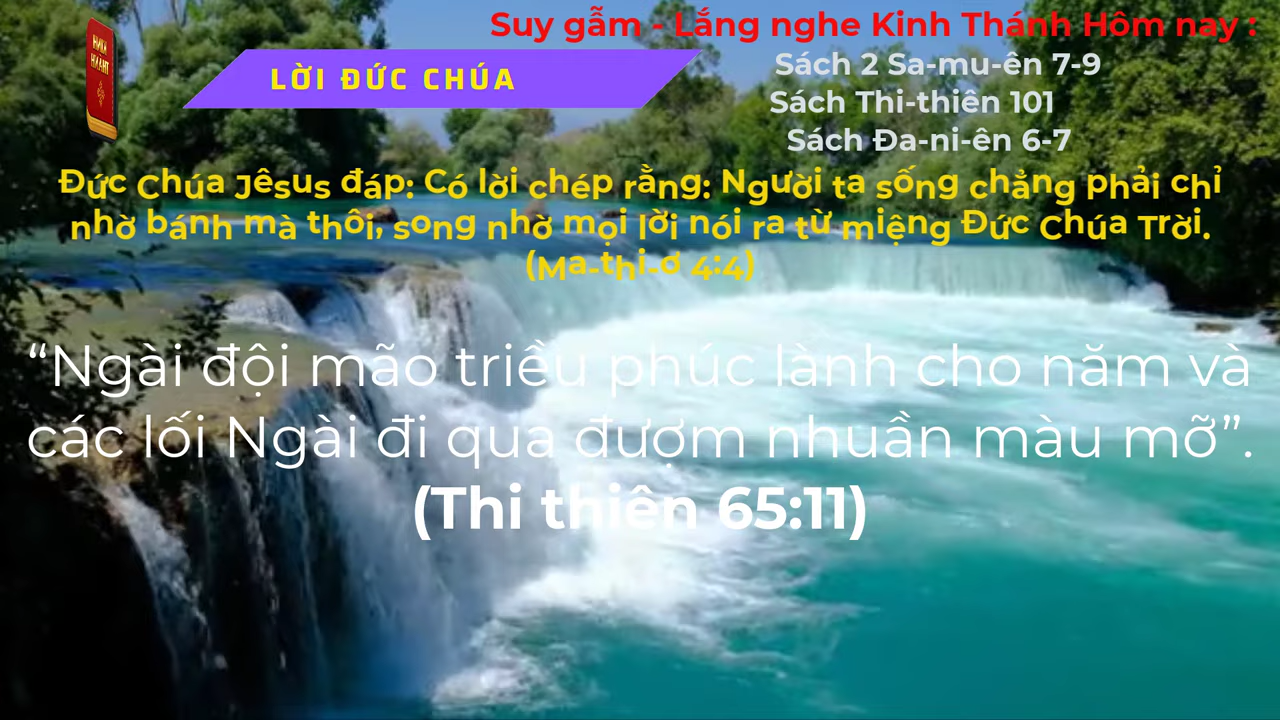 Suy gẫm - Lắng nghe Kinh Thánh Hôm nay :
KINH
THÁNH
LỜI ĐỨC CHÚA
Sách 2 Sa-mu-ên 7-9
Sách Thi-thiên 101
Sách Đa-ni-ên 6-7
Đức Chúa Jêsus đáp: Có lời chép rằng: Người ta sống chẳng phải chỉ
nhờ bánh mà thôi, song nhờ mọi lời nói ra từ miệng Đức Chúa Trời.
(Ma-thi-ơ 4:4)
“Ngài đội mão triều phúc lành cho năm và
các lối Ngài đi qua đượm nhuần màu mỡ”.
(Thi thiên 65:11)